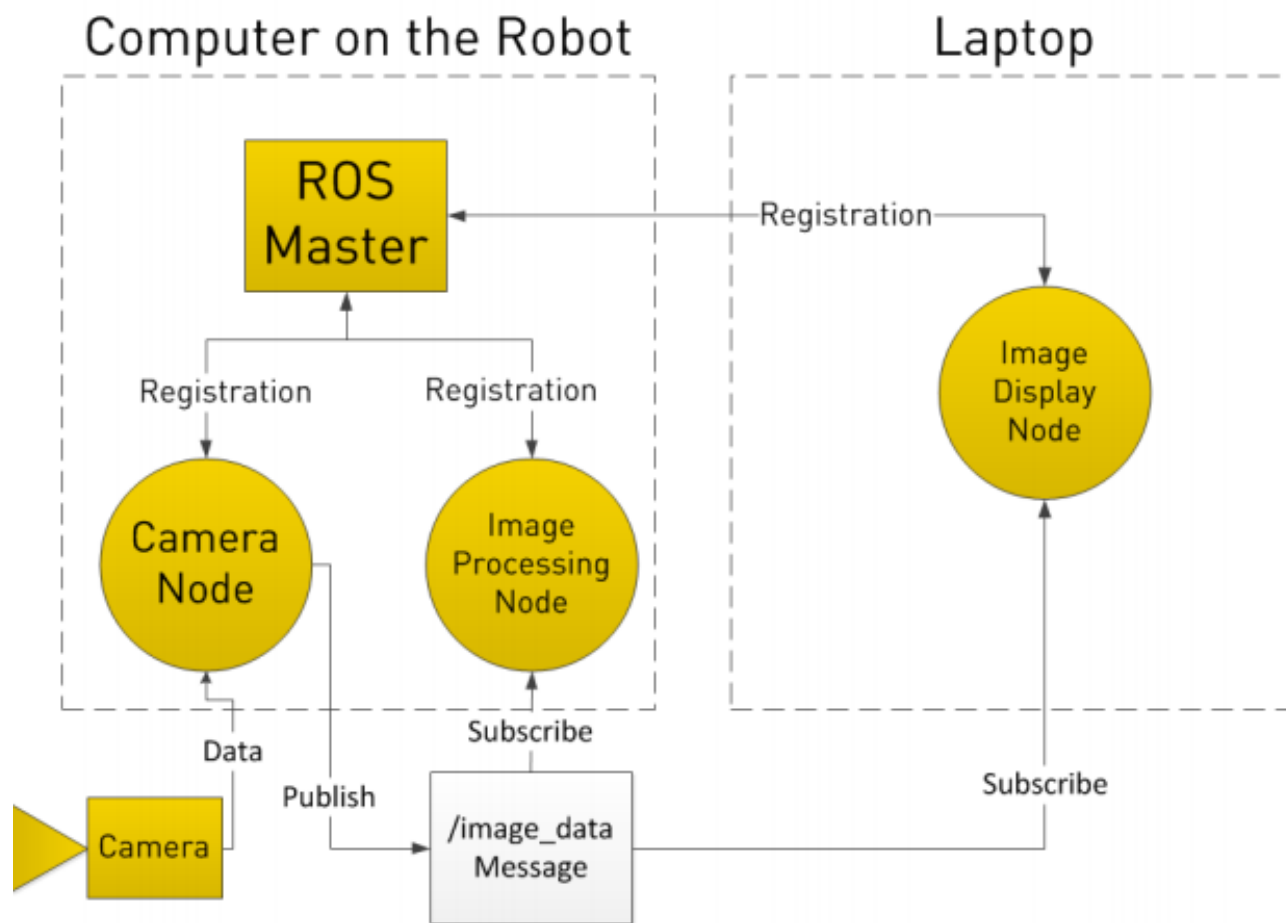 Computer on the Robot
Laptop
ROS
Master
Registration
Registration
Registration
Image
Display
Node
Camera
Node
Image
Processing
Node
Data
Subscribe
Publish
Subscribe
Camera
/image_data
Message